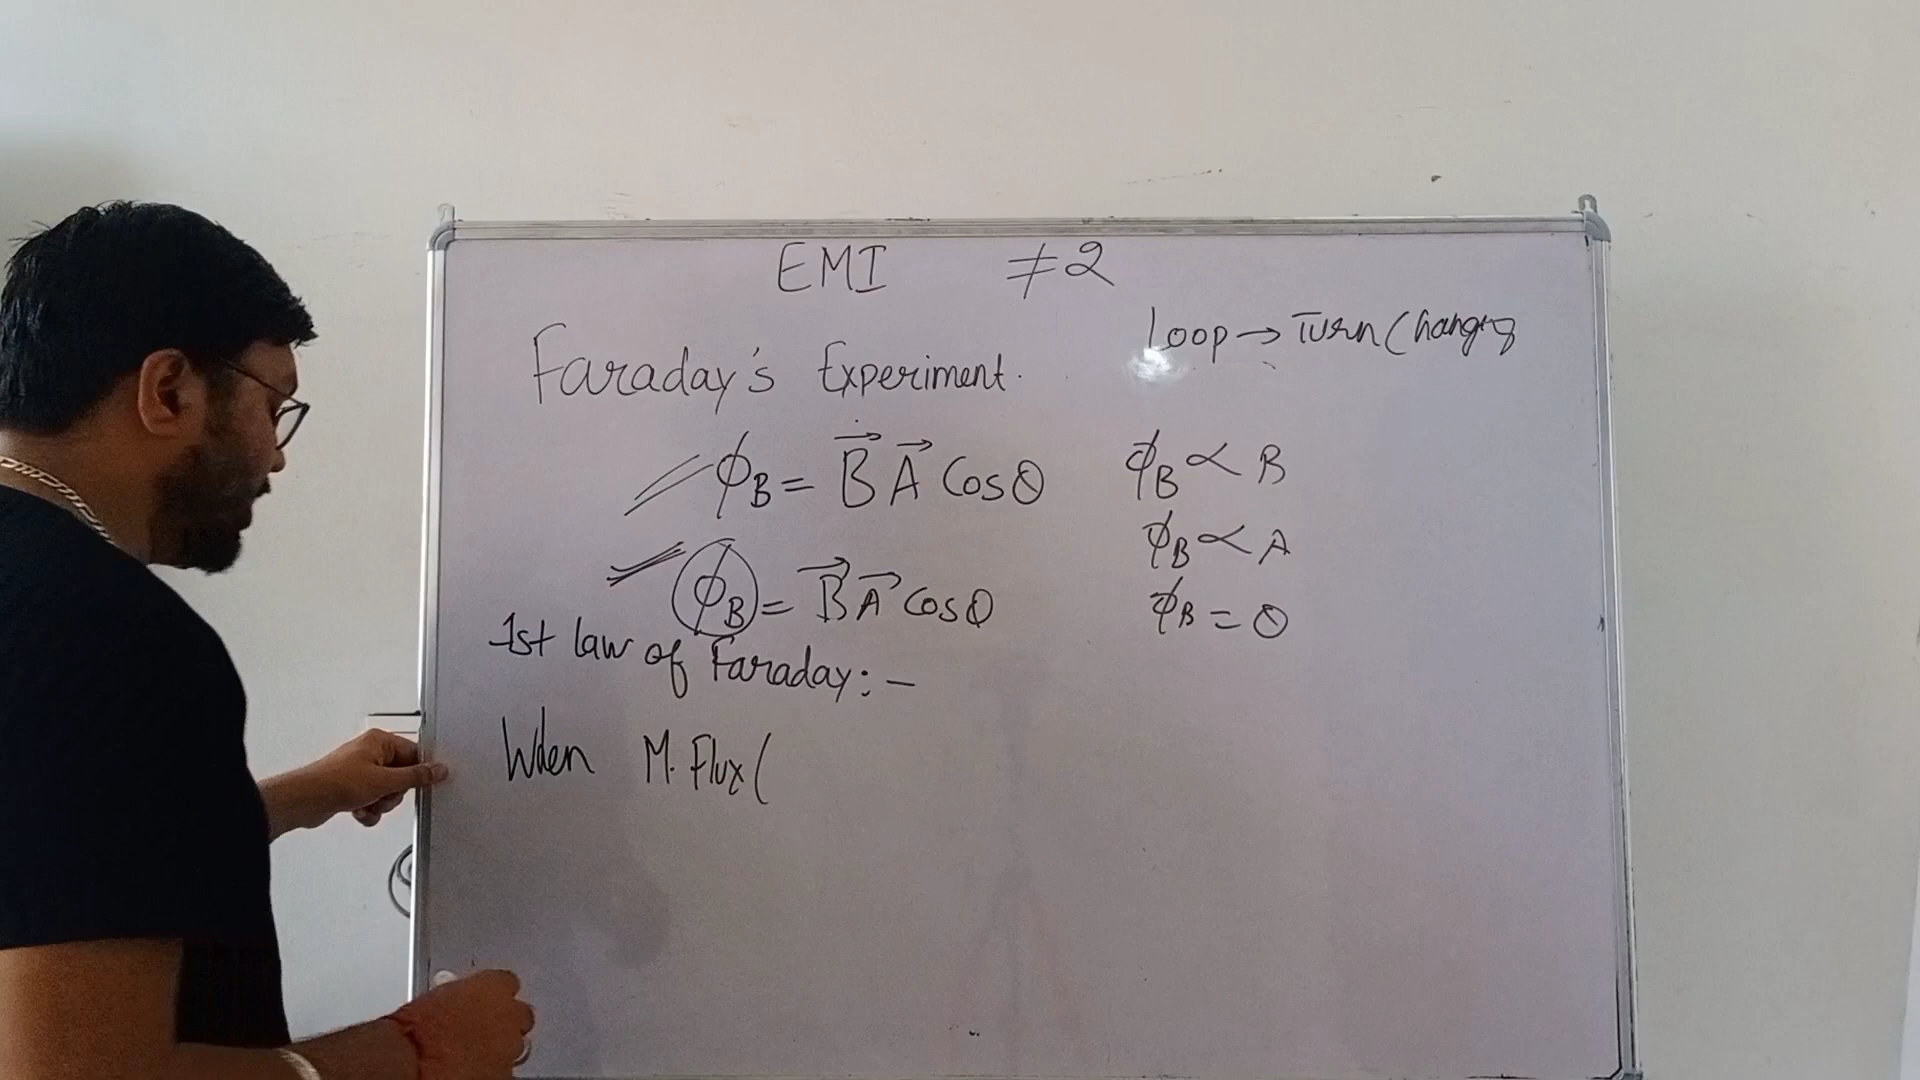 EMI #2
Loop → Turn Changing
Faraday's Experiment.
ϕB = B⃗ A⃗ Cosθ
ϕB ∝ B
ϕB ∝ A
ϕB = B⃗ A⃗ Cosθ
ϕB = θ
1st law of Faraday:-
When M. Flux (